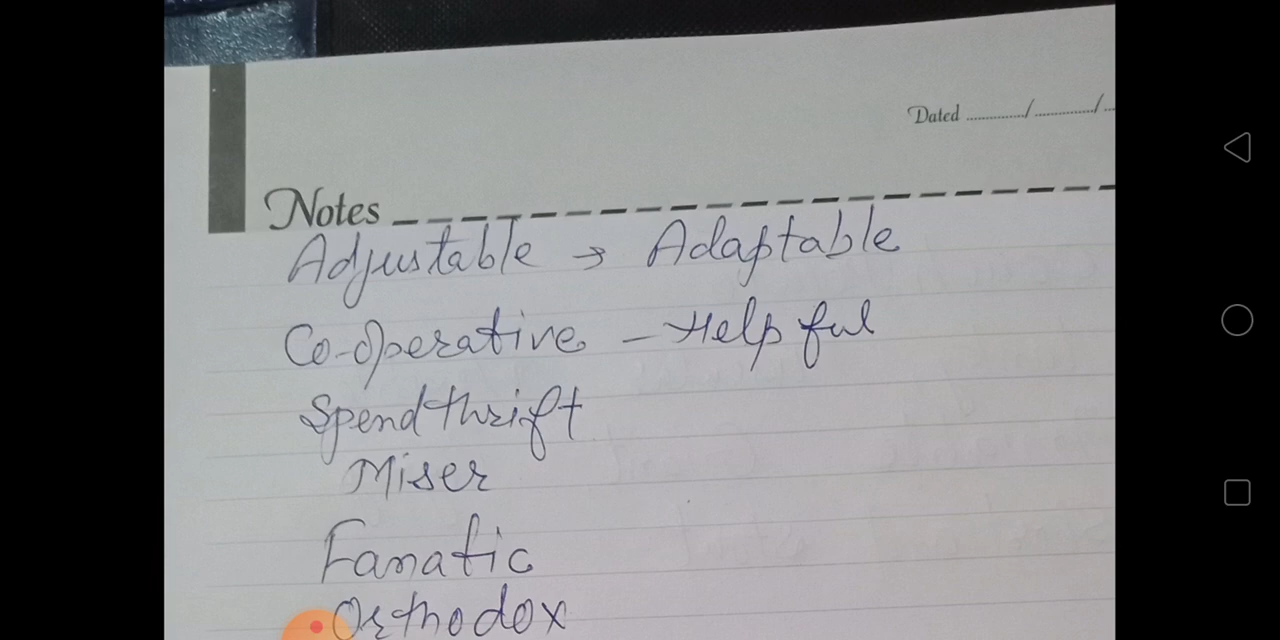 Dated ............/............/...
Notes
Adjustable → Adaptable
Co-operative - Helpful
Spendthrift
Miser
Fanatic
Orthodox